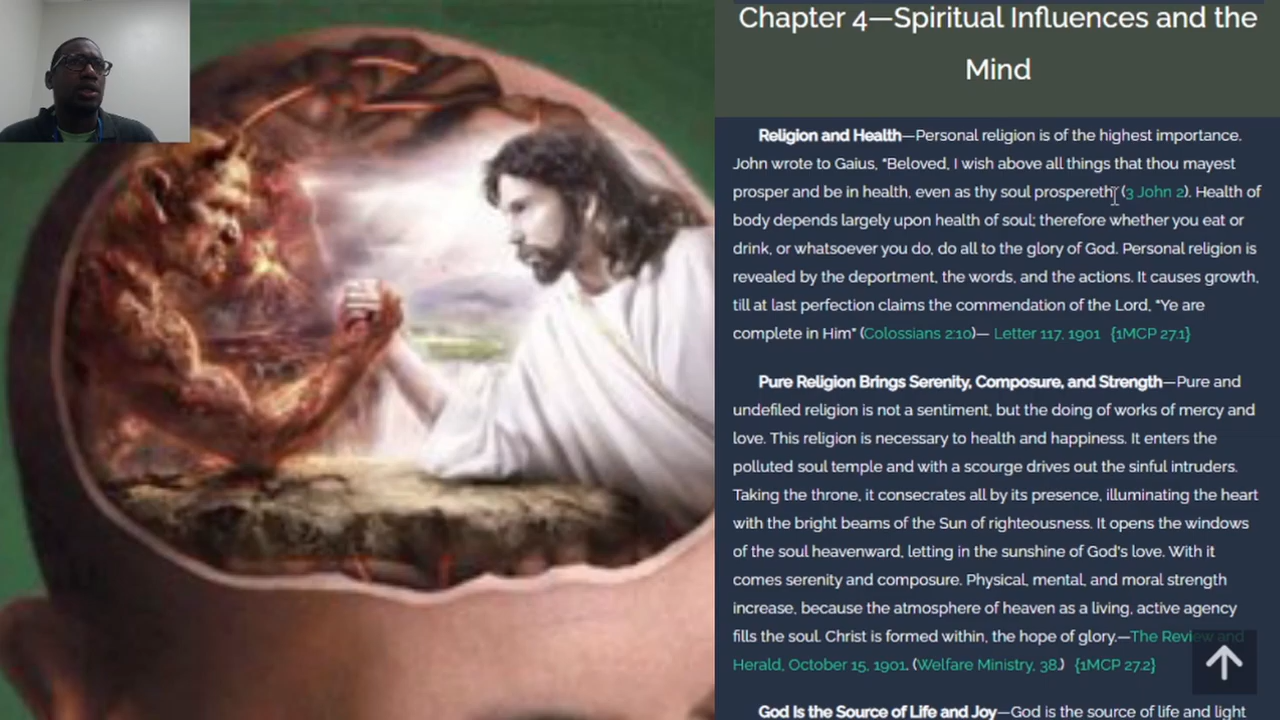 Chapter 4—Spiritual Influences and the
Mind
Religion and Health—Personal religion is of the highest importance.
John wrote to Gaius, "Beloved, I wish above all things that thou mayest
prosper and be in health, even as thy soul prospereth" (3 John 2). Health of
body depends largely upon health of soul; therefore whether you eat or
drink, or whatsoever you do, do all to the glory of God. Personal religion is
revealed by the deportment, the words, and the actions. It causes growth,
till at last perfection claims the commendation of the Lord, "Ye are
complete in Him" (Colossians 2:10)— Letter 117, 1901 {1MCP 27.1}
Pure Religion Brings Serenity, Composure, and Strength—Pure and
undefiled religion is not a sentiment, but the doing of works of mercy and
love. This religion is necessary to health and happiness. It enters the
polluted soul temple and with a scourge drives out the sinful intruders.
Taking the throne, it consecrates all by its presence, illuminating the heart
with the bright beams of the Sun of righteousness. It opens the windows
of the soul heavenward, letting in the sunshine of God's love. With it
comes serenity and composure. Physical, mental, and moral strength
increase, because the atmosphere of heaven as a living, active agency
fills the soul. Christ is formed within, the hope of glory.—The Review and
Herald, October 15, 1901. (Welfare Ministry, 38.) {1MCP 27.2}
God Is the Source of Life and Joy—God is the source of life and light